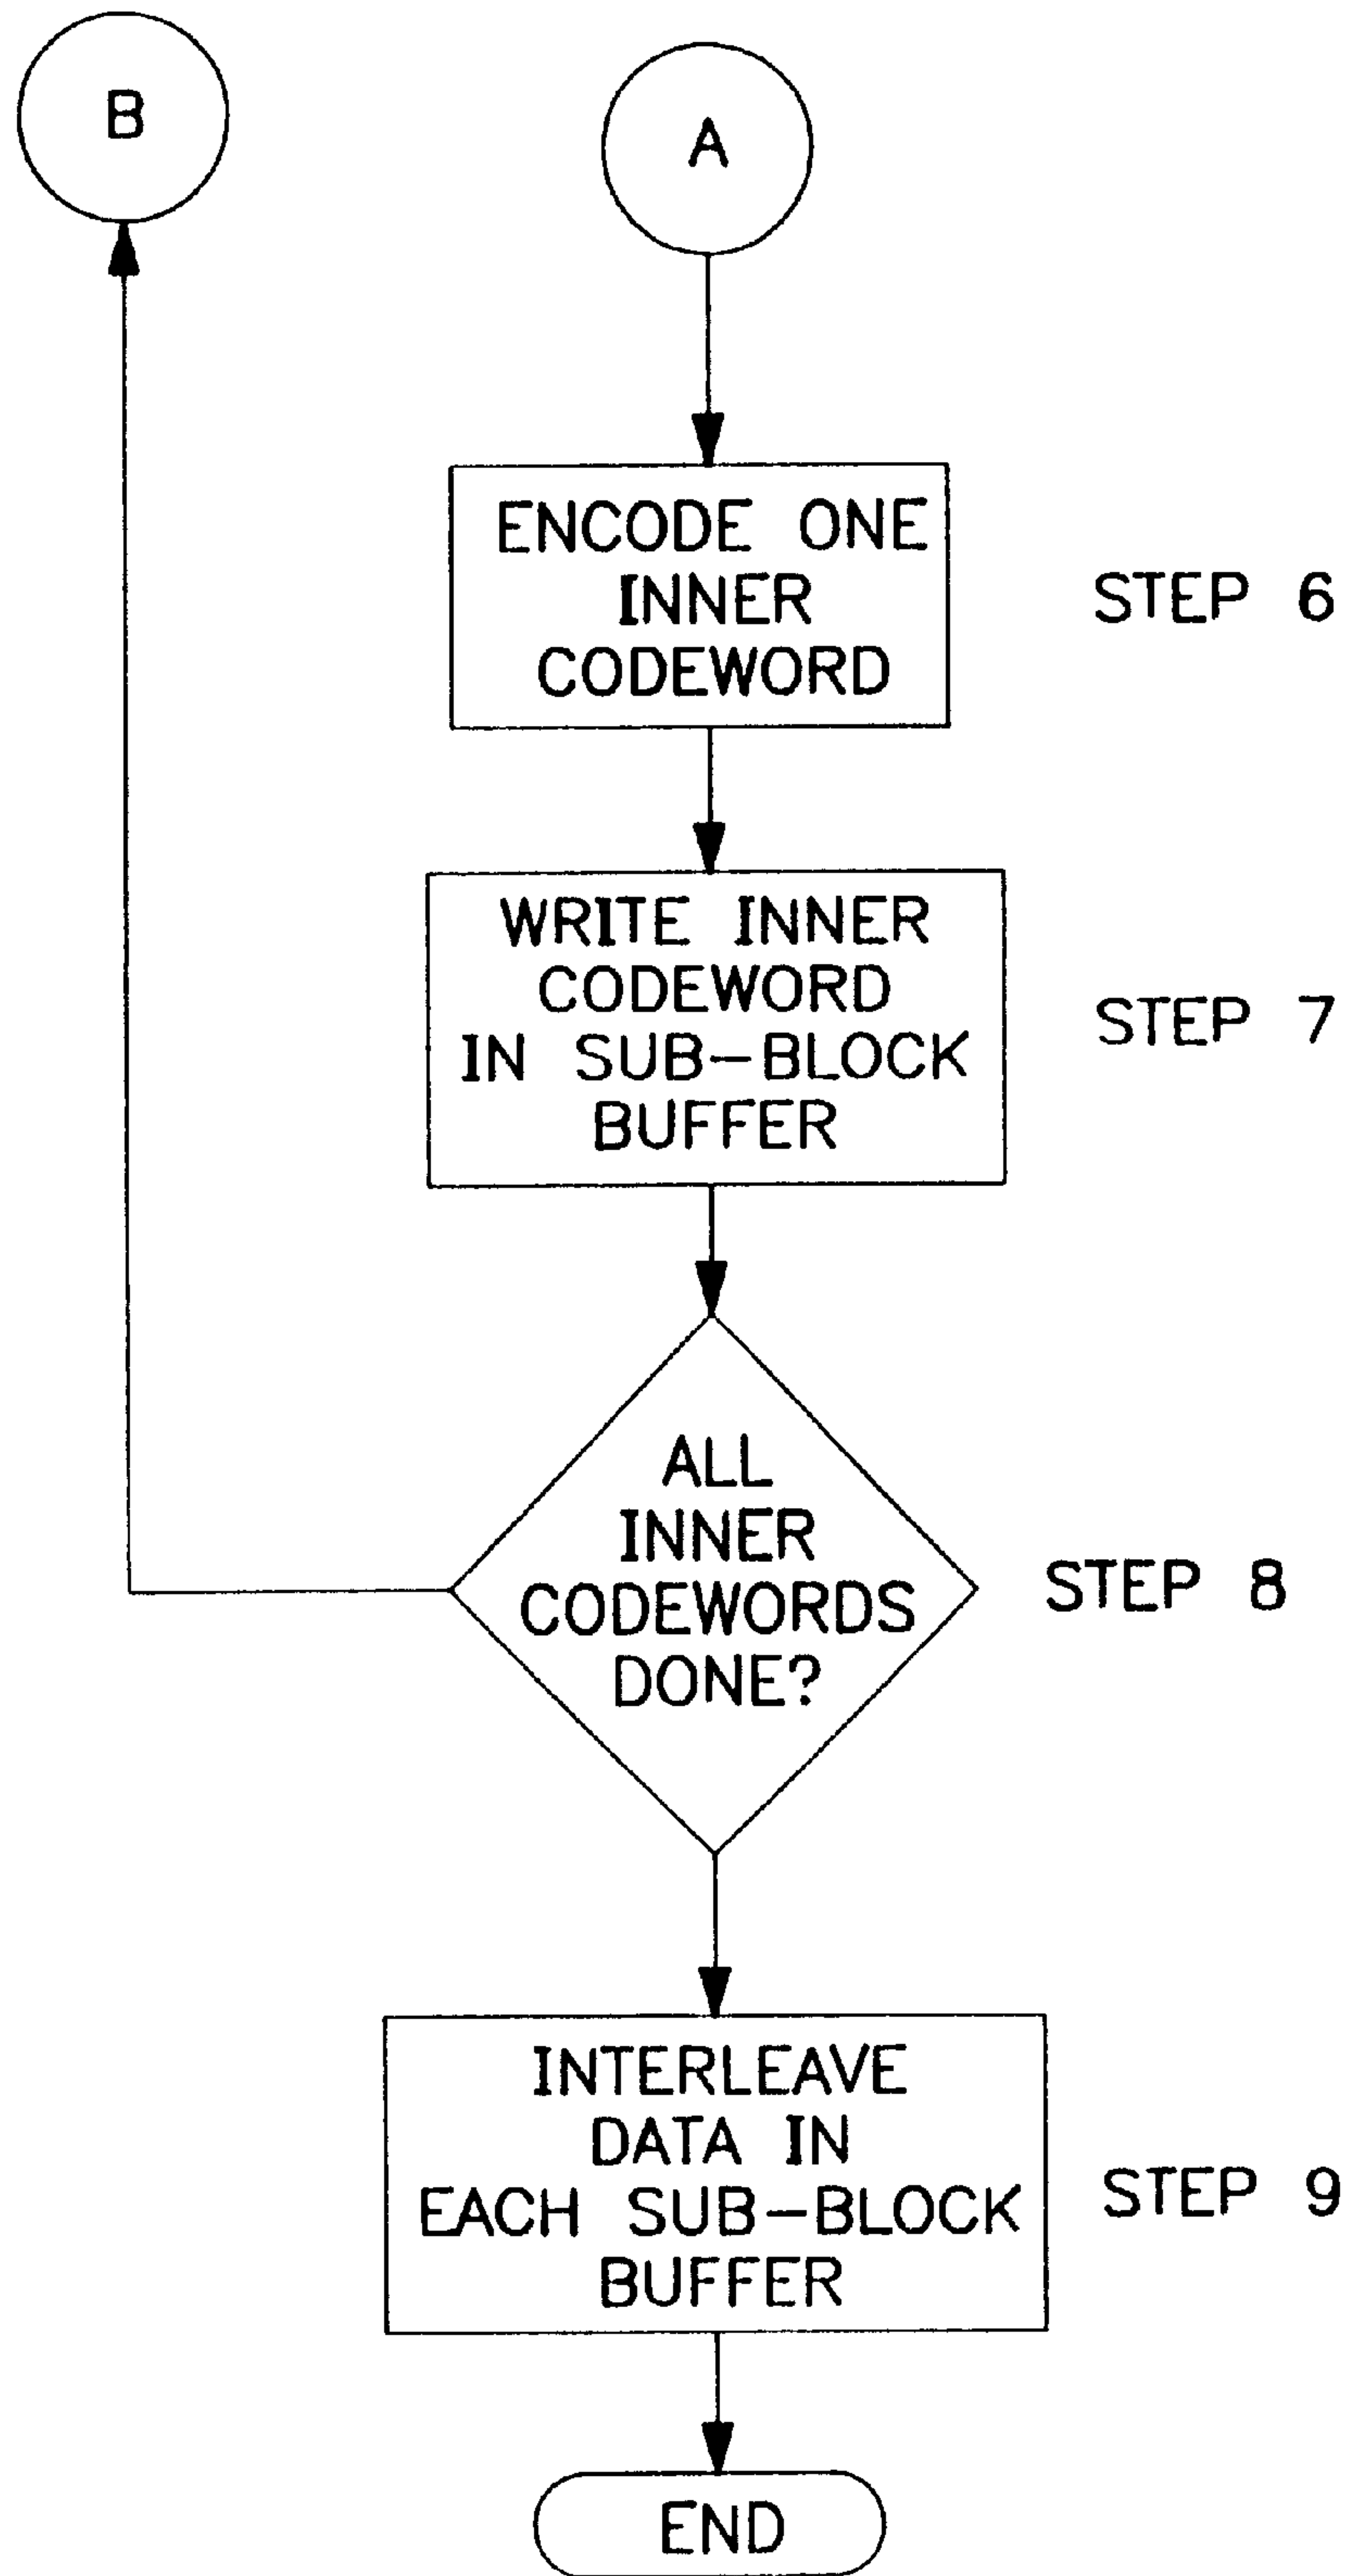 B
A
ENCODE ONE
INNER
CODEWORD
STEP 6
WRITE INNER
CODEWORD
IN SUB-BLOCK
BUFFER
STEP 7
ALL
INNER
CODEWORDS
DONE?
STEP 8
INTERLEAVE
DATA IN
EACH SUB-BLOCK
BUFFER
STEP 9
END